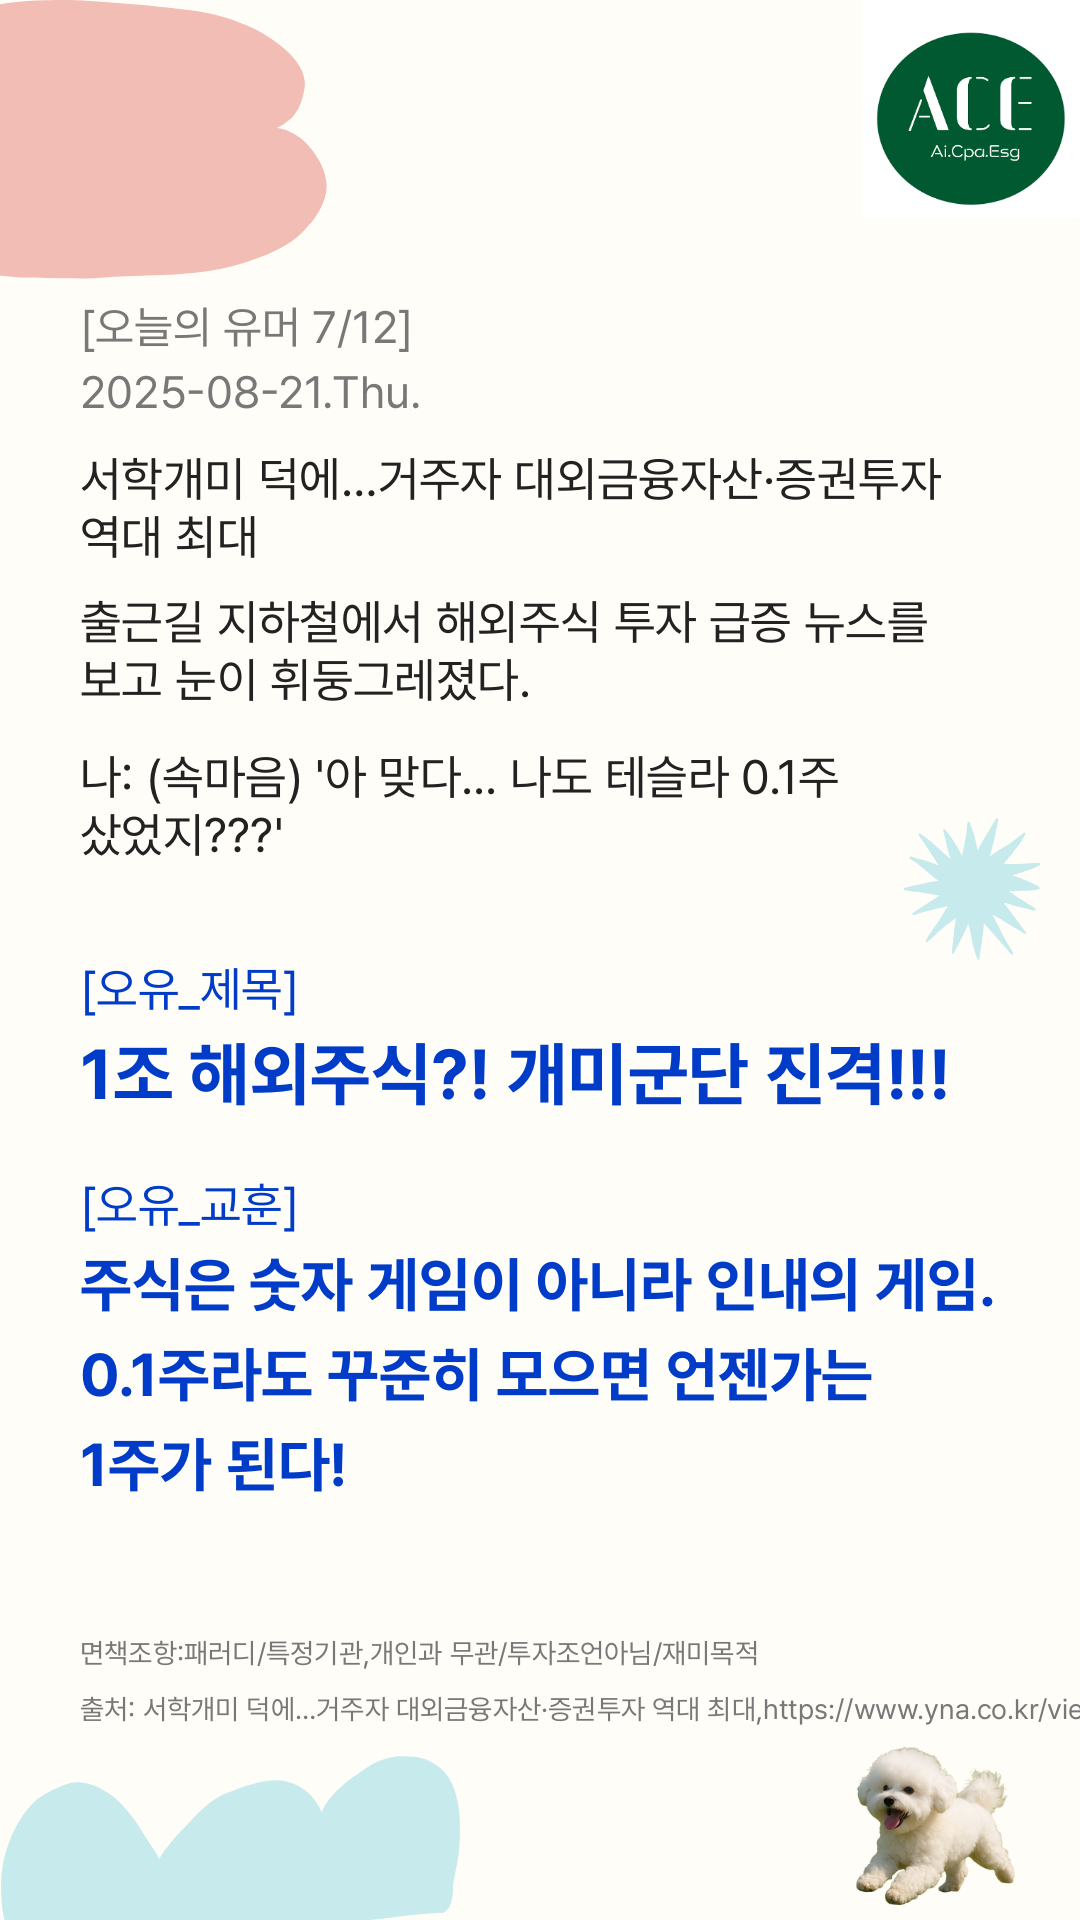 ACE
Ai.Cpa.Esg
[오늘의 유머 7/12]
2025-08-21.Thu.
서학개미 덕에...거주자 대외금융자산·증권투자
역대 최대
출근길 지하철에서 해외주식 투자 급증 뉴스를
보고 눈이 휘둥그레졌다.
나: (속마음) '아 맞다... 나도 테슬라 0.1주
샀었지???'
[오유_제목]
1조 해외주식?! 개미군단 진격!!!
[오유_교훈]
주식은 숫자 게임이 아니라 인내의 게임.
0.1주라도 꾸준히 모으면 언젠가는
1주가 된다!
면책조항:패러디/특정기관,개인과 무관/투자조언아님/재미목적
출처: 서학개미 덕에...거주자 대외금융자산·증권투자 역대 최대,https://www.yna.co.kr/vie